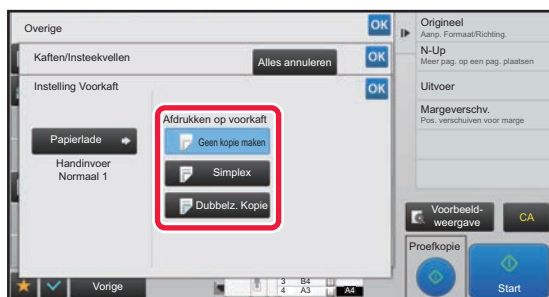 Overige
OK
Kaften/Insteekvellen
Alles annuleren
OK
Instelling Voorkaft
OK
Afdrukken op voorkaft
Papierlade
Handinvoer
Normaal 1
Geen kopie maken
Simplex
Dubbelz. Kopie
Vorige
3 B4
4 A3
A4
Origineel
Aanp. Formaat/Richting.
N-Up
Meer pag. op een pag. plaatsen
Uitvoer
Margeverschv.
Pos. verschuiven voor marge
Voorbeeld-
weergave
CA
Proefkopie
Start